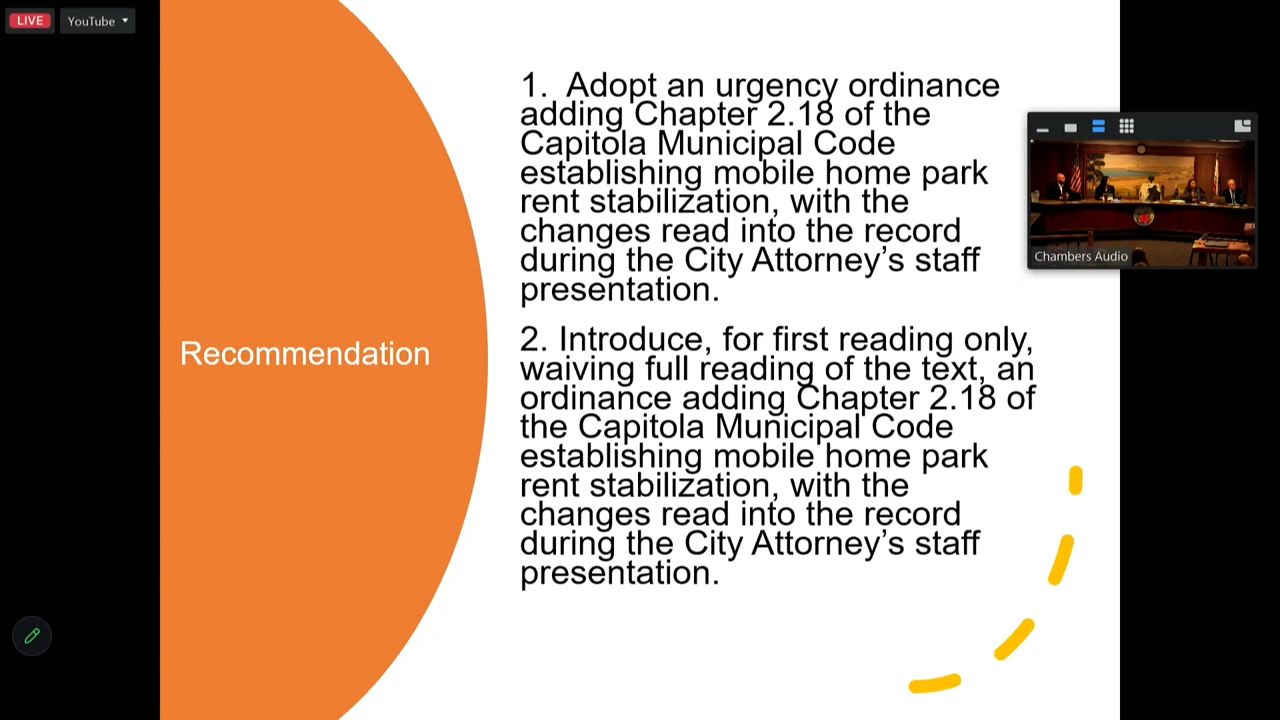 LIVE
YouTube
1. Adopt an urgency ordinance
adding Chapter 2.18 of the
Capitola Municipal Code
establishing mobile home park
rent stabilization, with the
changes read into the record
during the City Attorney’s staff
presentation.
Chambers Audio
Recommendation
2. Introduce, for first reading only,
waiving full reading of the text, an
ordinance adding Chapter 2.18 of
the Capitola Municipal Code
establishing mobile home park
rent stabilization, with the
changes read into the record
during the City Attorney’s staff
presentation.